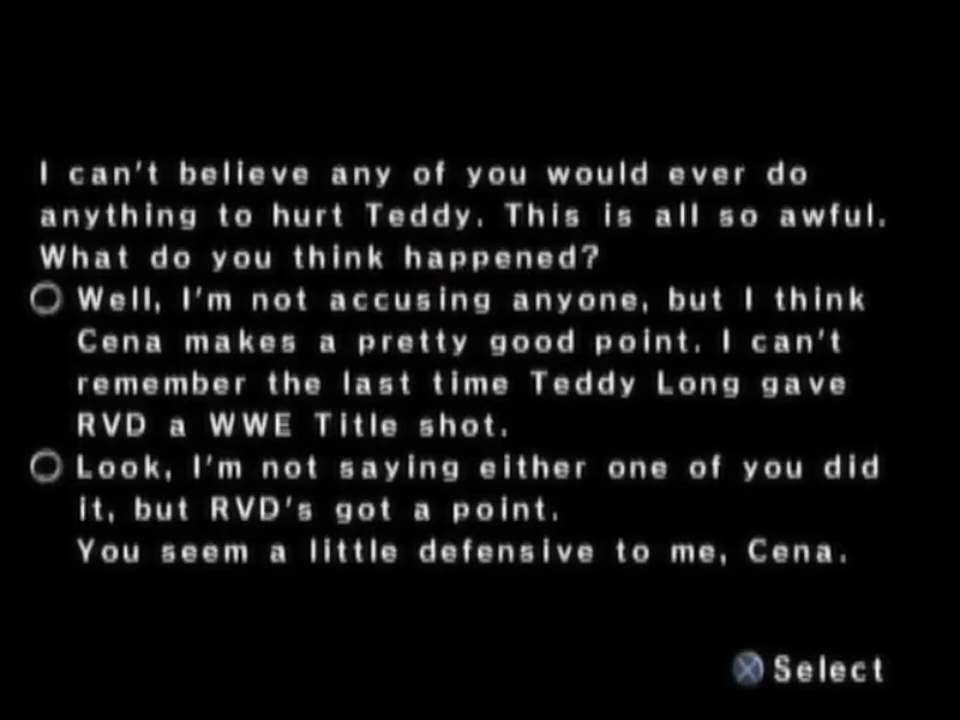 I can't believe any of you would ever do
anything to hurt Teddy. This is all so awful.
What do you think happened?
Well, I'm not accusing anyone, but I think
Cena makes a pretty good point. I can't
remember the last time Teddy Long gave
RVD a WWE Title shot.
Look, I'm not saying either one of you did
it, but RVD's got a point.
You seem a little defensive to me, Cena.
Select